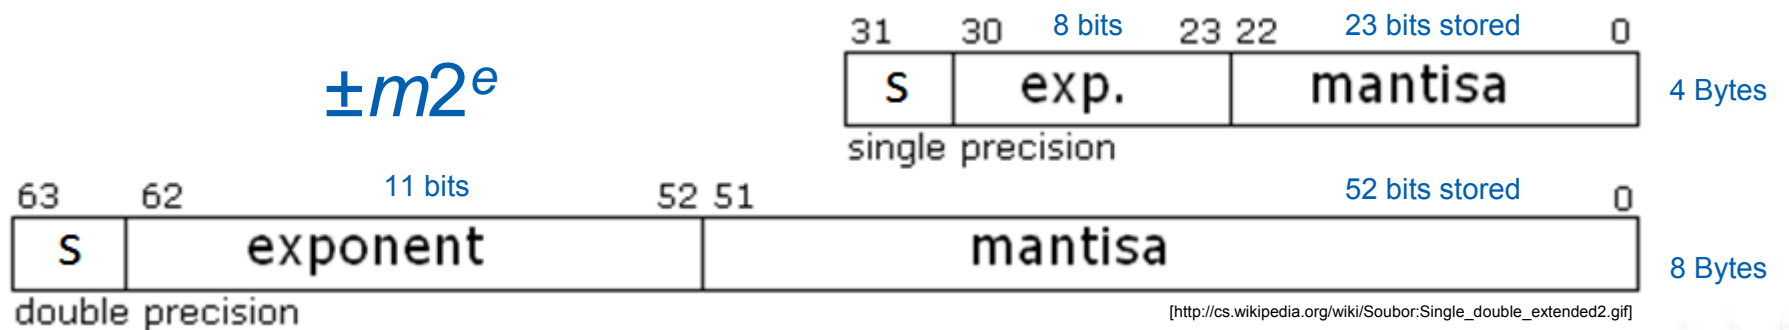 31 30 8 bits 23 22 23 bits stored 0
±m2ᵉ
s exp. mantisa 4 Bytes
single precision
63 62 11 bits 52 51 52 bits stored 0
s exponent mantisa 8 Bytes
double precision [http://cs.wikipedia.org/wiki/Soubor:Single_double_extended2.gif]